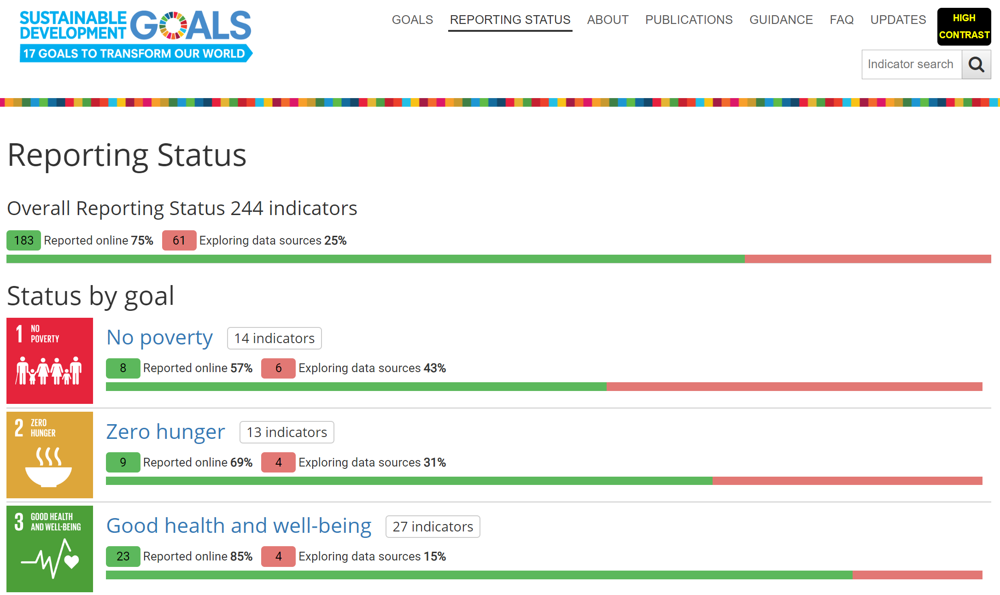 SUSTAINABLE DEVELOPMENT GOALS
17 GOALS TO TRANSFORM OUR WORLD
GOALS REPORTING STATUS ABOUT PUBLICATIONS GUIDANCE FAQ UPDATES
HIGH CONTRAST
Indicator search
Reporting Status
Overall Reporting Status 244 indicators
183 Reported online 75% 61 Exploring data sources 25%
Status by goal
1 NO POVERTY
No poverty 14 indicators
8 Reported online 57% 6 Exploring data sources 43%
2 ZERO HUNGER
Zero hunger 13 indicators
9 Reported online 69% 4 Exploring data sources 31%
3 GOOD HEALTH AND WELL-BEING
Good health and well-being 27 indicators
23 Reported online 85% 4 Exploring data sources 15%